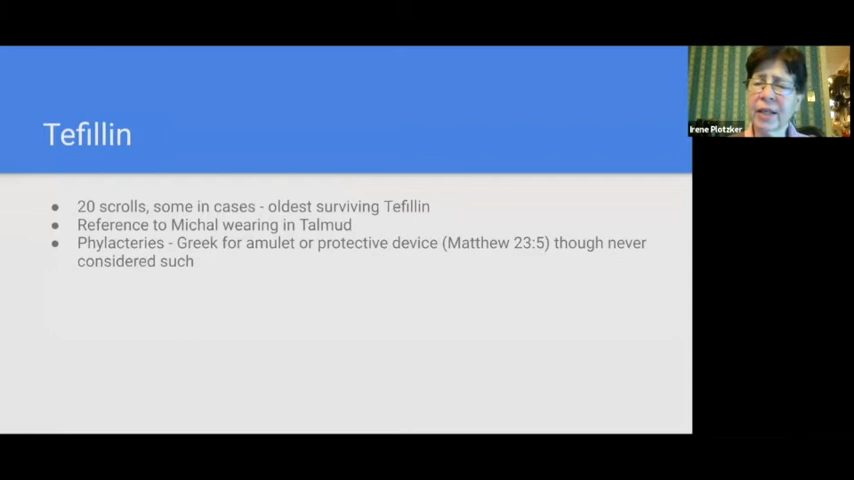 Tefillin
Irene Plotzker
● 20 scrolls, some in cases - oldest surviving Tefillin
● Reference to Michal wearing in Talmud
● Phylacteries - Greek for amulet or protective device (Matthew 23:5) though never
considered such